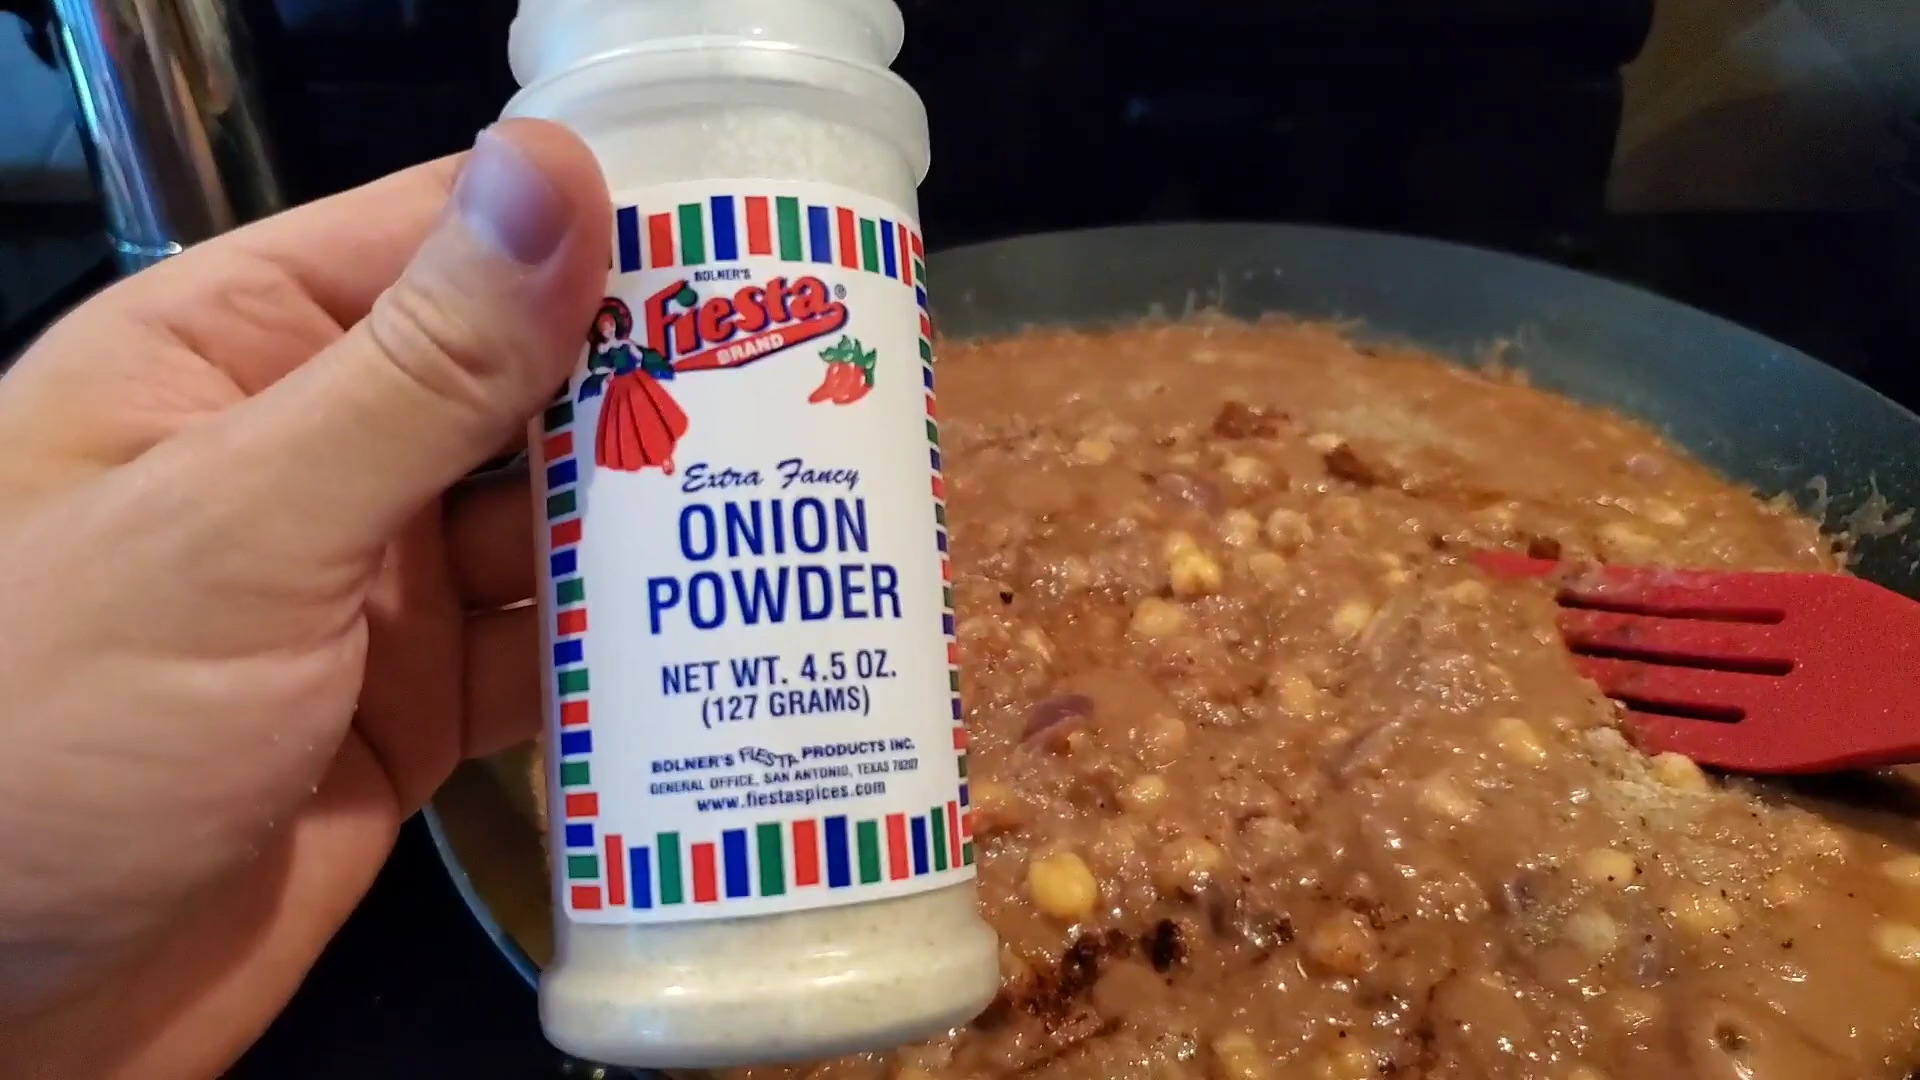 BOLNER'S
Fiesta®
BRAND
Extra Fancy
ONION
POWDER
NET WT. 4.5 OZ.
(127 GRAMS)
BOLNER'S FIESTA PRODUCTS INC.
GENERAL OFFICE, SAN ANTONIO, TEXAS 78207
www.fiestaspices.com